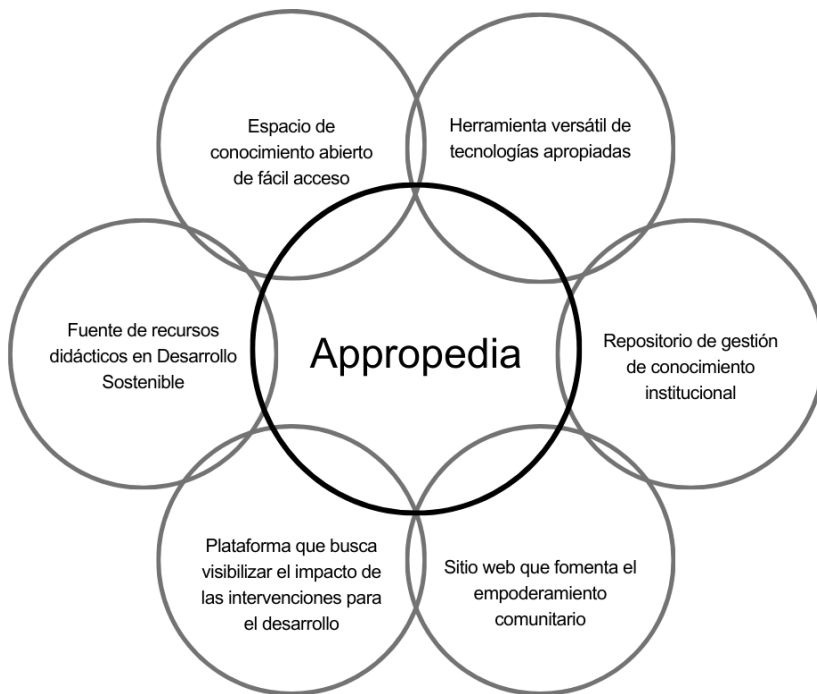 Espacio de
conocimiento abierto
de fácil acceso
Herramienta versátil de
tecnologías apropiadas
Fuente de recursos
didácticos en Desarrollo
Sostenible
Appropedia
Repositorio de gestión
de conocimiento
institucional
Plataforma que busca
visibilizar el impacto de
las intervenciones para
el desarrollo
Sitio web que fomenta el
empoderamiento
comunitario